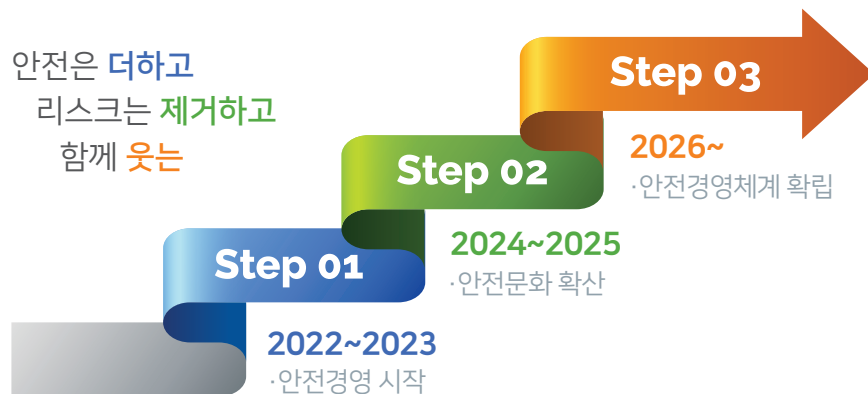 안전은 더하고
리스크는 제거하고
함께 웃는
Step 01
2022~2023
·안전경영 시작
Step 02
2024~2025
·안전문화 확산
Step 03
2026~
·안전경영체계 확립